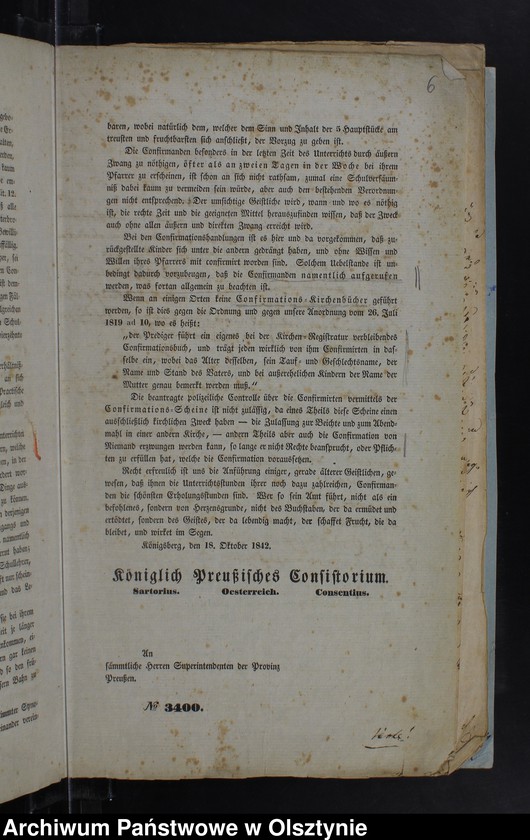 6
baren, wobei natürlich dem, welcher dem Sinn und Inhalt der 5 Hauptstücke am
treusten und fruchtbarsten sich anschließt, der Vorzug zu geben ist.
Die Confirmanden besonders in der letzten Zeit des Unterrichts durch äußern
Zwang zu nöthigen, öfter als an zweien Tagen in der Woche bei ihrem
Pfarrer zu erscheinen, ist schon an sich nicht rathsam, zumal eine Schulversäum-
niß dabei kaum zu vermeiden sein würde, aber auch den bestehenden Verordnun-
gen nicht entsprechend. Der umsichtige Geistliche wird, wann und wo es nöthig
ist, die rechte Zeit und die geeigneten Mittel herauszufinden wissen, daß der Zweck
auch ohne allen äußern und direkten Zwang erreicht wird.
Bei den Confirmationshandlungen ist es hier und da vorgekommen, daß zu-
rückgestellte Kinder sich unter die andern gedrängt haben, und ohne Wissen und
Willen ihres Pfarrers mit confirmirt worden sind. Solchem Uebelstande ist un-
bedingt dadurch vorzubeugen, daß die Confirmanden namentlich aufgerufen
werden, was fortan allgemein zu beachten ist.
Wenn an einigen Orten keine Confirmations-Kirchenbücher geführt
werden, so ist dies gegen die Ordnung und gegen unsere Anordnung vom 26. Juli
1819 ad 10, wo es heißt:
„der Prediger führt ein eigenes bei der Kirchen-Registratur verbleibendes
Confirmationsbuch, und trägt jeden wirklich von ihm Confirmirten in das-
selbe ein, wobei das Alter desselben, sein Tauf- und Geschlechtsname, der
Name und Stand des Vaters, und bei außerehelichen Kindern der Name der
Mutter genau bemerkt werden muß.“
Die beantragte polizeiliche Controlle über die Confirmirten vermittels der
Confirmations-Scheine ist nicht zulässig, da eines Theils diese Scheine einen
ausschließlich kirchlichen Zweck haben — die Zulassung zur Beichte und zum Abend-
mahl in einer andern Kirche, — andern Theils aber auch die Confirmation von
Niemand erzwungen werden kann, so lange er nicht Rechte beansprucht, oder Pflich-
ten zu erfüllen hat, welche die Confirmation voraussetzen.
Recht erfreulich ist uns die Anführung einiger, gerade älterer Geistlichen, ge-
wesen, daß ihnen die Unterrichtsstunden ihrer noch dazu zahlreichen, Confirman-
den die schönsten Erholungsstunden sind. Wer so sein Amt führt, nicht als ein
befohlenes, sondern von Herzensgrunde, nicht des Buchstaben, der da ermüdet und
ertödtet, sondern des Geistes, der da lebendig macht, der schaffet Frucht, die da
bleibet, und wirket im Segen.
Königsberg, den 18. Oktober 1842.
Königlich Preußisches Consistorium.
Sartorius. Oesterreich. Consentius.
An
sämmtliche Herren Superintendenten der Provinz
Preußen.
№ 3400.
Archiwum Państwowe w Olsztynie